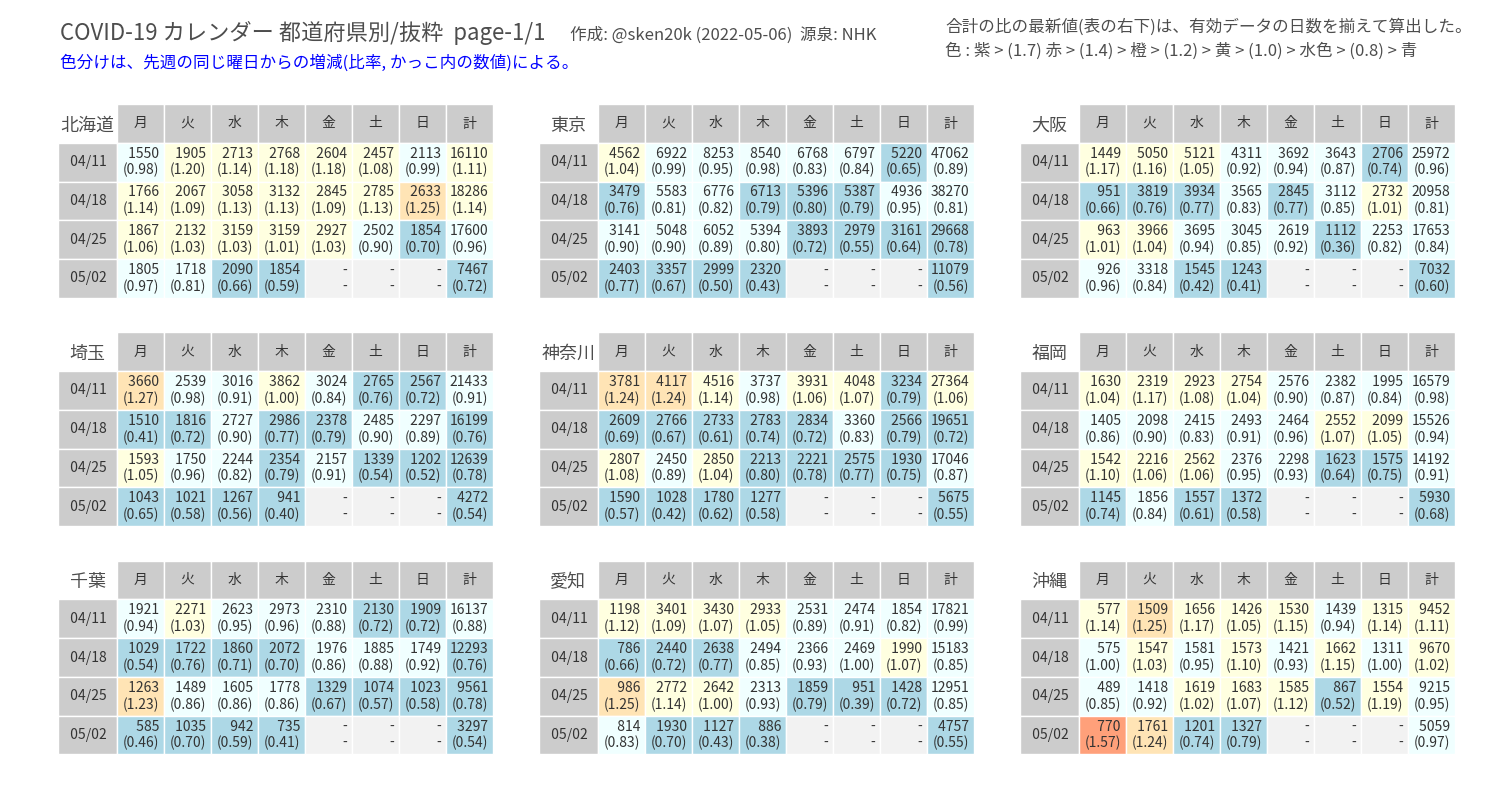 COVID-19 カレンダー 都道府県別/抜粋 page-1/1 作成: @sken20k (2022-05-06) 源泉: NHK
色分けは、先週の同じ曜日からの増減(比率, かっこ内の数値)による。
合計の比の最新値(表の右下)は、有効データの日数を揃えて算出した。
色 : 紫 > (1.7) 赤 > (1.4) > 橙 > (1.2) > 黄 > (1.0) > 水色 > (0.8) > 青
北海道 月 火 水 木 金 土 日 計
04/11 1550 1905 2713 2768 2604 2457 2113 16110
(0.98) (1.20) (1.14) (1.18) (1.18) (1.08) (0.99) (1.11)
04/18 1766 2067 3058 3132 2845 2785 2633 18286
(1.14) (1.09) (1.13) (1.13) (1.09) (1.13) (1.25) (1.14)
04/25 1867 2132 3159 3159 2927 2502 1854 17600
(1.06) (1.03) (1.03) (1.01) (1.03) (0.90) (0.70) (0.96)
05/02 1805 1718 2090 1854 - - - 7467
(0.97) (0.81) (0.66) (0.59) - - - (0.72)
東京 月 火 水 木 金 土 日 計
04/11 4562 6922 8253 8540 6768 6797 5220 47062
(1.04) (0.99) (0.95) (0.98) (0.83) (0.84) (0.65) (0.89)
04/18 3479 5583 6776 6713 5396 5387 4936 38270
(0.76) (0.81) (0.82) (0.79) (0.80) (0.79) (0.95) (0.81)
04/25 3141 5048 6052 5394 3893 2979 3161 29668
(0.90) (0.90) (0.89) (0.80) (0.72) (0.55) (0.64) (0.78)
05/02 2403 3357 2999 2320 - - - 11079
(0.77) (0.67) (0.50) (0.43) - - - (0.56)
大阪 月 火 水 木 金 土 日 計
04/11 1449 5050 5121 4311 3692 3643 2706 25972
(1.17) (1.16) (1.05) (0.92) (0.94) (0.87) (0.74) (0.96)
04/18 951 3819 3934 3565 2845 3112 2732 20958
(0.66) (0.76) (0.77) (0.83) (0.77) (0.85) (1.01) (0.81)
04/25 963 3966 3695 3045 2619 1112 2253 17653
(1.01) (1.04) (0.94) (0.85) (0.92) (0.36) (0.82) (0.84)
05/02 926 3318 1545 1243 - - - 7032
(0.96) (0.84) (0.42) (0.41) - - - (0.60)
埼玉 月 火 水 木 金 土 日 計
04/11 3660 2539 3016 3862 3024 2765 2567 21433
(1.27) (0.98) (0.91) (1.00) (0.84) (0.76) (0.72) (0.91)
04/18 1510 1816 2727 2986 2378 2485 2297 16199
(0.41) (0.72) (0.90) (0.77) (0.79) (0.90) (0.89) (0.76)
04/25 1593 1750 2244 2354 2157 1339 1202 12639
(1.05) (0.96) (0.82) (0.79) (0.91) (0.54) (0.52) (0.78)
05/02 1043 1021 1267 941 - - - 4272
(0.65) (0.58) (0.56) (0.40) - - - (0.54)
神奈川 月 火 水 木 金 土 日 計
04/11 3781 4117 4516 3737 3931 4048 3234 27364
(1.24) (1.24) (1.14) (0.98) (1.06) (1.07) (0.79) (1.06)
04/18 2609 2766 2733 2783 2834 3360 2566 19651
(0.69) (0.67) (0.61) (0.74) (0.72) (0.83) (0.79) (0.72)
04/25 2807 2450 2850 2213 2221 2575 1930 17046
(1.08) (0.89) (1.04) (0.80) (0.78) (0.77) (0.75) (0.87)
05/02 1590 1028 1780 1277 - - - 5675
(0.57) (0.42) (0.62) (0.58) - - - (0.55)
福岡 月 火 水 木 金 土 日 計
04/11 1630 2319 2923 2754 2576 2382 1995 16579
(1.04) (1.17) (1.08) (1.04) (0.90) (0.87) (0.84) (0.98)
04/18 1405 2098 2415 2493 2464 2552 2099 15526
(0.86) (0.90) (0.83) (0.91) (0.96) (1.07) (1.05) (0.94)
04/25 1542 2216 2562 2376 2298 1623 1575 14192
(1.10) (1.06) (1.06) (0.95) (0.93) (0.64) (0.75) (0.91)
05/02 1145 1856 1557 1372 - - - 5930
(0.74) (0.84) (0.61) (0.58) - - - (0.68)
千葉 月 火 水 木 金 土 日 計
04/11 1921 2271 2623 2973 2310 2130 1909 16137
(0.94) (1.03) (0.95) (0.96) (0.88) (0.72) (0.72) (0.88)
04/18 1029 1722 1860 2072 1976 1885 1749 12293
(0.54) (0.76) (0.71) (0.70) (0.86) (0.88) (0.92) (0.76)
04/25 1263 1489 1605 1778 1329 1074 1023 9561
(1.23) (0.86) (0.86) (0.86) (0.67) (0.57) (0.58) (0.78)
05/02 585 1035 942 735 - - - 3297
(0.46) (0.70) (0.59) (0.41) - - - (0.54)
愛知 月 火 水 木 金 土 日 計
04/11 1198 3401 3430 2933 2531 2474 1854 17821
(1.12) (1.09) (1.07) (1.05) (0.89) (0.91) (0.82) (0.99)
04/18 786 2440 2638 2494 2366 2469 1990 15183
(0.66) (0.72) (0.77) (0.85) (0.93) (1.00) (1.07) (0.85)
04/25 986 2772 2642 2313 1859 951 1428 12951
(1.25) (1.14) (1.00) (0.93) (0.79) (0.39) (0.72) (0.85)
05/02 814 1930 1127 886 - - - 4757
(0.83) (0.70) (0.43) (0.38) - - - (0.55)
沖縄 月 火 水 木 金 土 日 計
04/11 577 1509 1656 1426 1530 1439 1315 9452
(1.14) (1.25) (1.17) (1.05) (1.15) (0.94) (1.14) (1.11)
04/18 575 1547 1581 1573 1421 1662 1311 9670
(1.00) (1.03) (0.95) (1.10) (0.93) (1.15) (1.00) (1.02)
04/25 489 1418 1619 1683 1585 867 1554 9215
(0.85) (0.92) (1.02) (1.07) (1.12) (0.52) (1.19) (0.95)
05/02 770 1761 1201 1327 - - - 5059
(1.57) (1.24) (0.74) (0.79) - - - (0.97)